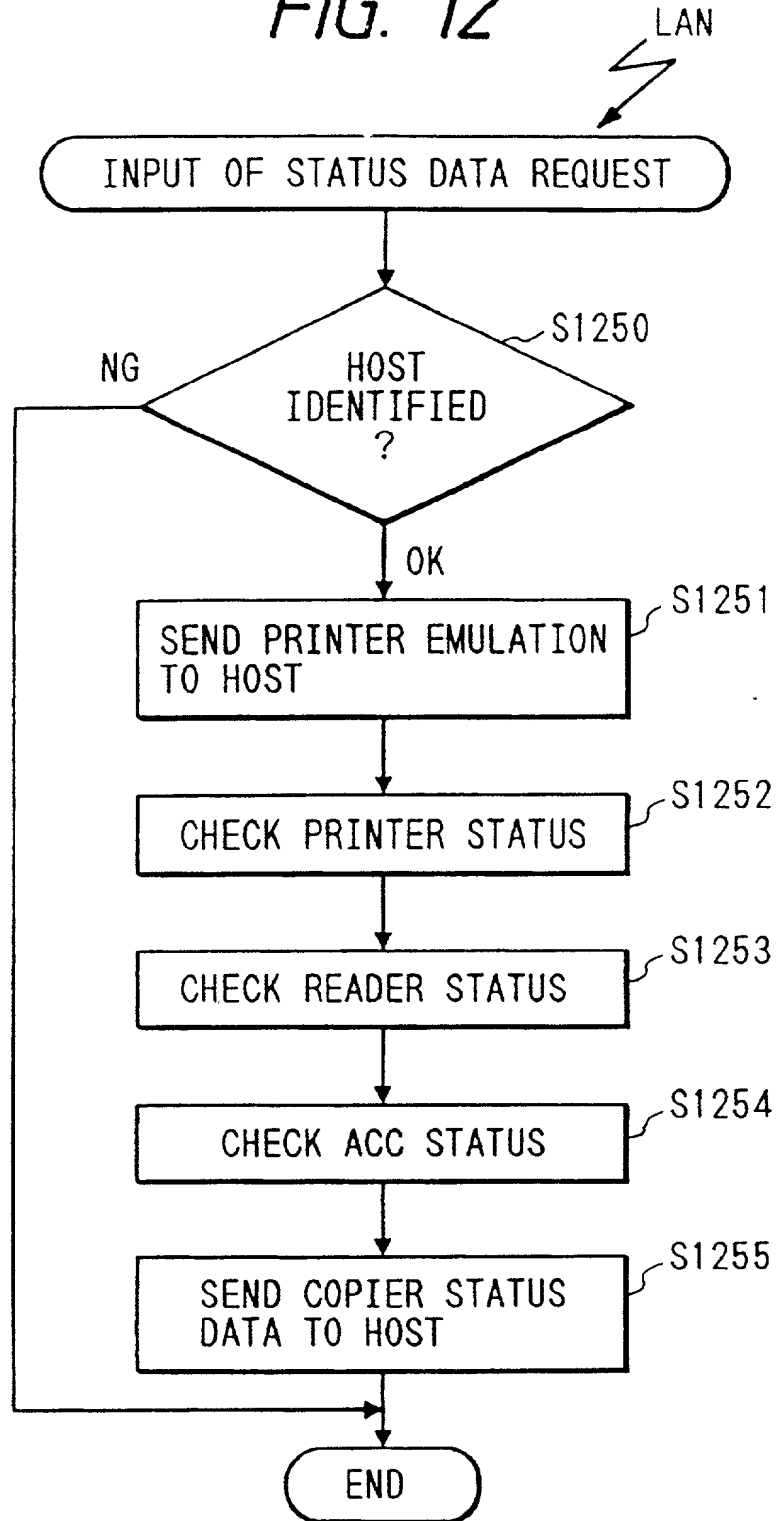 FIG. 12
LAN
INPUT OF STATUS DATA REQUEST
S1250
NG
HOST
IDENTIFIED
?
OK
S1251
SEND PRINTER EMULATION
TO HOST
S1252
CHECK PRINTER STATUS
S1253
CHECK READER STATUS
S1254
CHECK ACC STATUS
S1255
SEND COPIER STATUS
DATA TO HOST
END